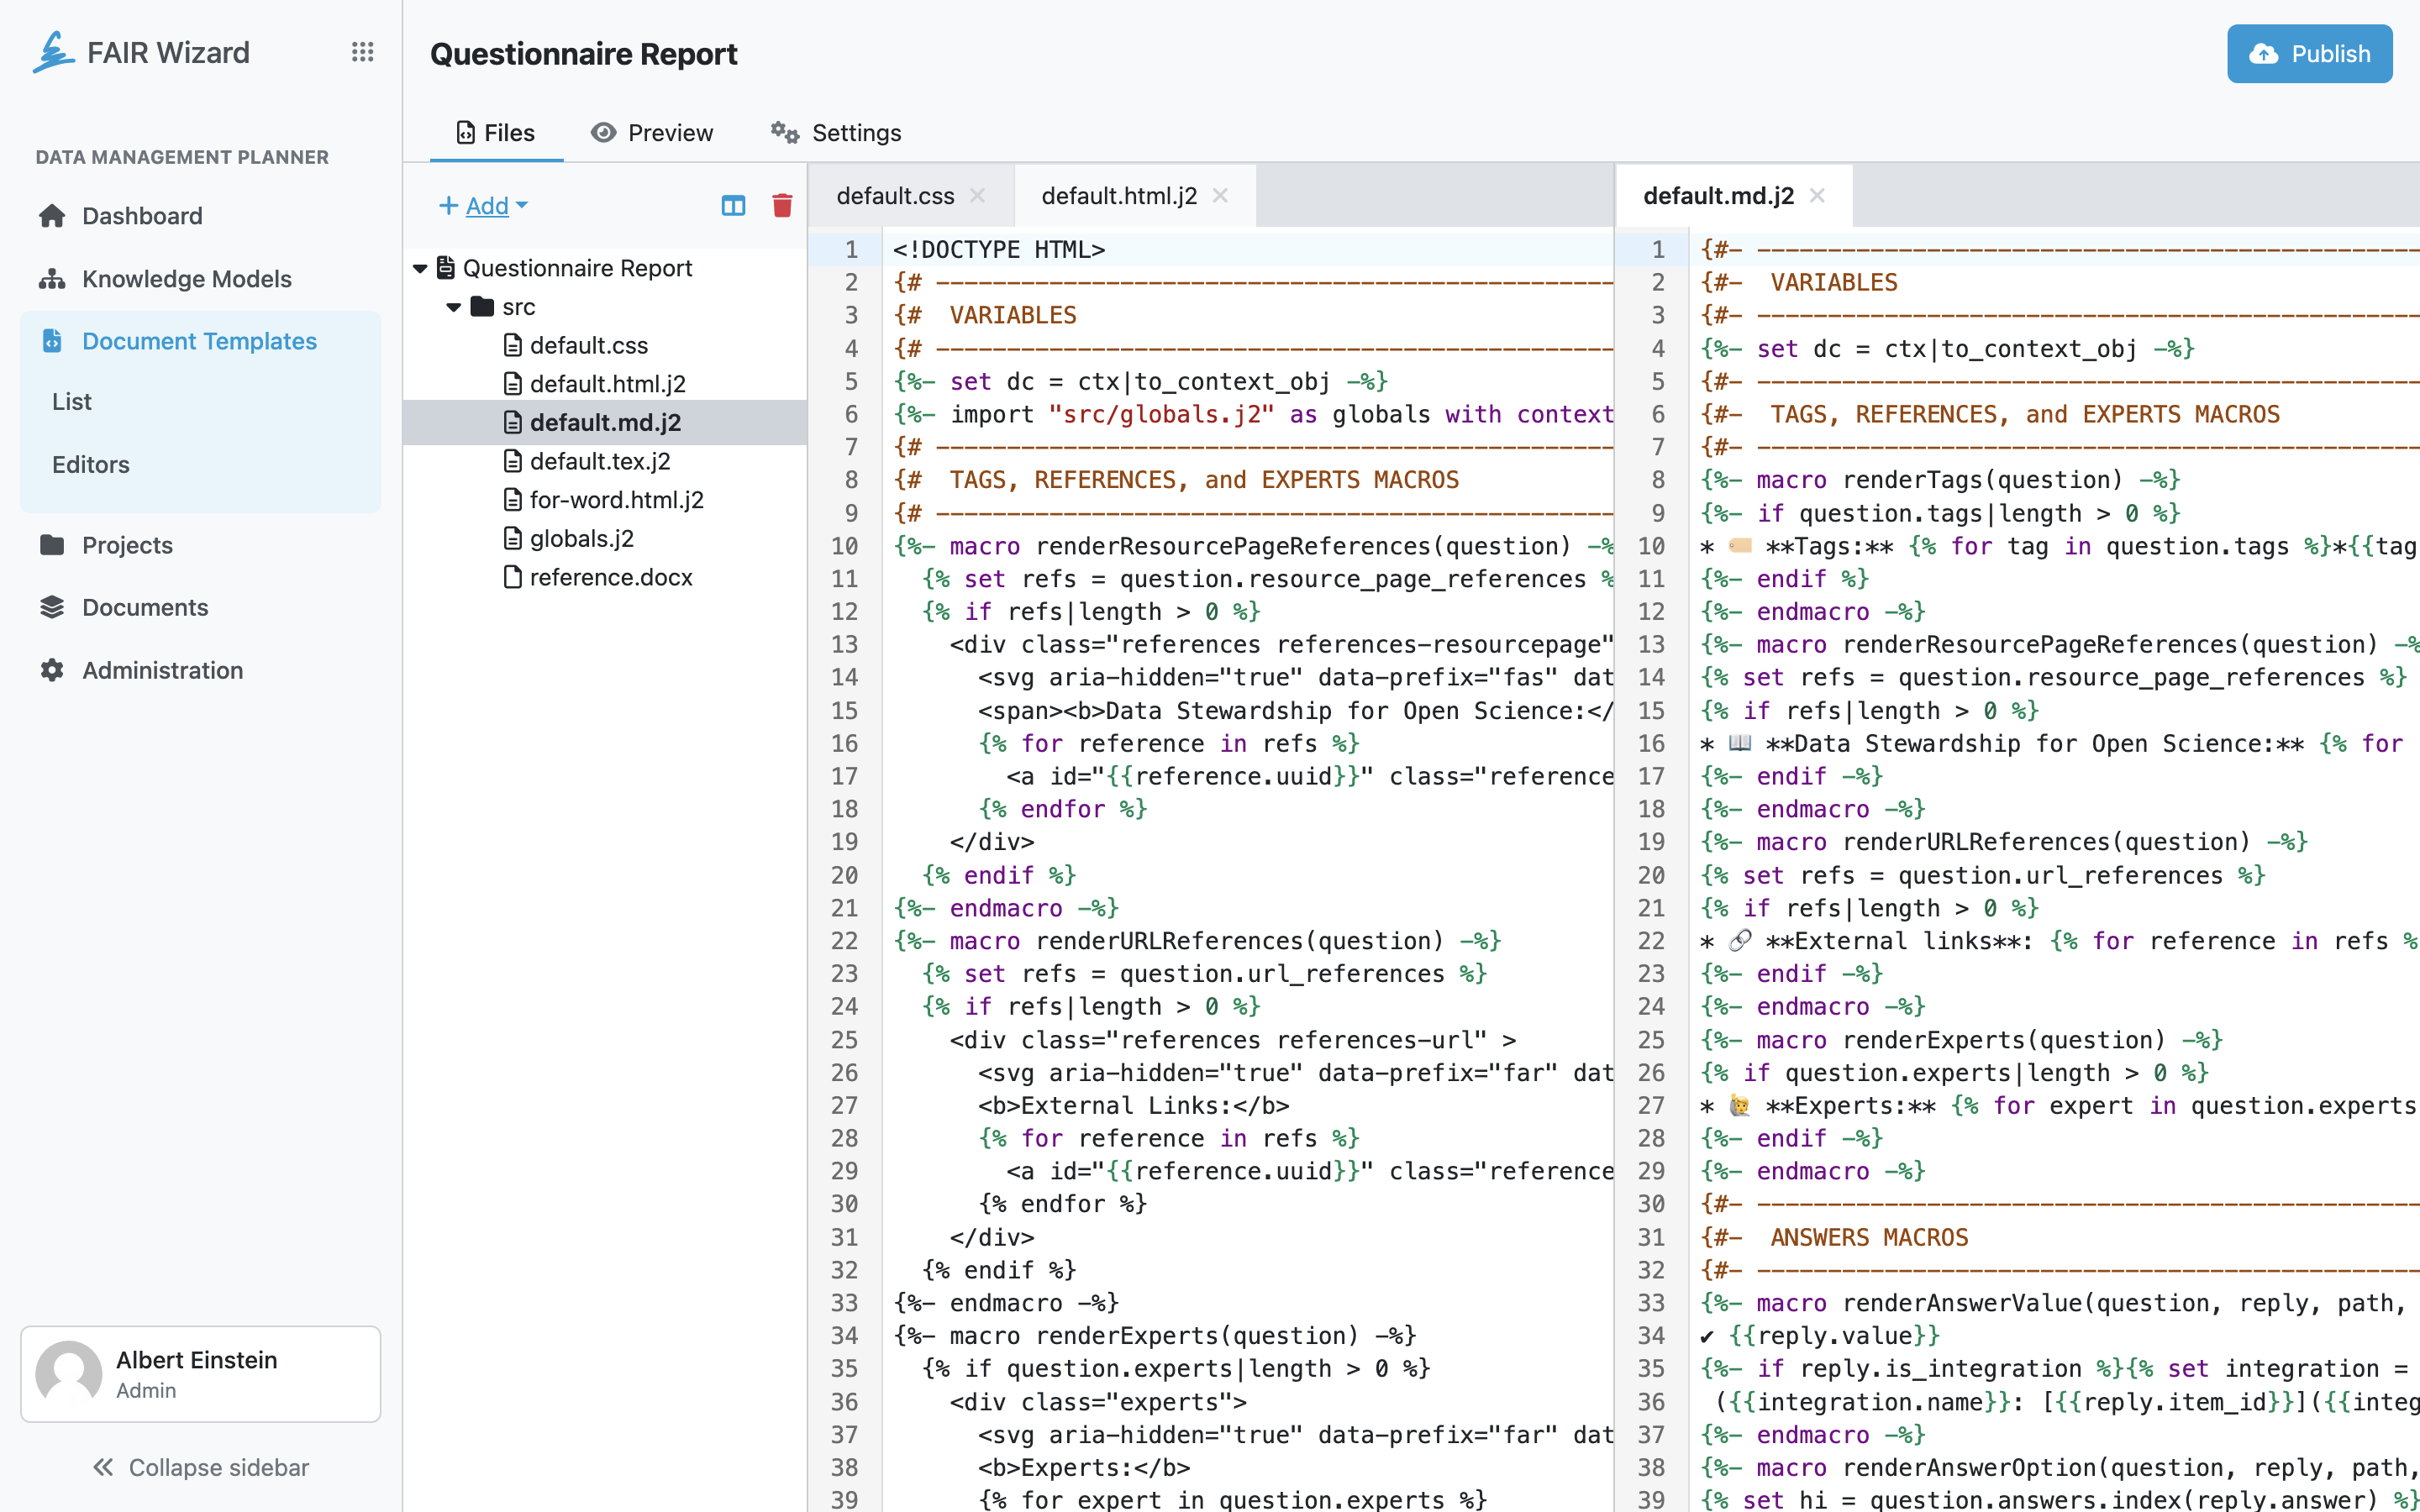 FAIR Wizard
DATA MANAGEMENT PLANNER
Dashboard
Knowledge Models
Document Templates
List
Editors
Projects
Documents
Administration
Albert Einstein
Admin
Collapse sidebar
Questionnaire Report
Publish
Files
Preview
Settings
+ Add
Questionnaire Report
src
default.css
default.html.j2
default.md.j2
default.tex.j2
for-word.html.j2
globals.j2
reference.docx
default.css
default.html.j2
1 <!DOCTYPE HTML>
2 {# ------------------------------------------------
3 {#  VARIABLES
4 {# ------------------------------------------------
5 {%- set dc = ctx|to_context_obj -%}
6 {%- import "src/globals.j2" as globals with context
7 {# ------------------------------------------------
8 {#  TAGS, REFERENCES, and EXPERTS MACROS
9 {# ------------------------------------------------
10 {%- macro renderResourcePageReferences(question) -%
11   {% set refs = question.resource_page_references %
12   {% if refs|length > 0 %}
13     <div class="references references-resourcepage"
14       <svg aria-hidden="true" data-prefix="fas" dat
15       <span><b>Data Stewardship for Open Science:</
16       {% for reference in refs %}
17         <a id="{{reference.uuid}}" class="reference
18       {% endfor %}
19     </div>
20   {% endif %}
21 {%- endmacro -%}
22 {%- macro renderURLReferences(question) -%}
23   {% set refs = question.url_references %}
24   {% if refs|length > 0 %}
25     <div class="references references-url" >
26       <svg aria-hidden="true" data-prefix="far" dat
27       <b>External Links:</b>
28       {% for reference in refs %}
29         <a id="{{reference.uuid}}" class="reference
30       {% endfor %}
31     </div>
32   {% endif %}
33 {%- endmacro -%}
34 {%- macro renderExperts(question) -%}
35   {% if question.experts|length > 0 %}
36     <div class="experts">
37       <svg aria-hidden="true" data-prefix="far" dat
38       <b>Experts:</b>
39       {% for expert in question.experts %}
default.md.j2
1 {#- -----------------------------------------------
2 {#-  VARIABLES
3 {#- -----------------------------------------------
4 {%- set dc = ctx|to_context_obj -%}
5 {#- -----------------------------------------------
6 {#-  TAGS, REFERENCES, and EXPERTS MACROS
7 {#- -----------------------------------------------
8 {%- macro renderTags(question) -%}
9 {%- if question.tags|length > 0 %}
10 * 🏷️ **Tags:** {% for tag in question.tags %}*{{tag
11 {%- endif %}
12 {%- endmacro -%}
13 {%- macro renderResourcePageReferences(question) -%
14 {% set refs = question.resource_page_references %}
15 {% if refs|length > 0 %}
16 * 📖 **Data Stewardship for Open Science:** {% for
17 {%- endif -%}
18 {%- endmacro -%}
19 {%- macro renderURLReferences(question) -%}
20 {% set refs = question.url_references %}
21 {% if refs|length > 0 %}
22 * 🔗 **External links**: {% for reference in refs %
23 {%- endif -%}
24 {%- endmacro -%}
25 {%- macro renderExperts(question) -%}
26 {% if question.experts|length > 0 %}
27 * 🙋 **Experts:** {% for expert in question.experts
28 {%- endif -%}
29 {%- endmacro -%}
30 {#- -----------------------------------------------
31 {#-  ANSWERS MACROS
32 {#- -----------------------------------------------
33 {%- macro renderAnswerValue(question, reply, path,
34 ✔ {{reply.value}}
35 {%- if reply.is_integration %}{% set integration =
36  ({{integration.name}}: [{{reply.item_id}}]({{integ
37 {%- endmacro -%}
38 {%- macro renderAnswerOption(question, reply, path,
39 {% set hi = question.answers.index(reply.answer) %}